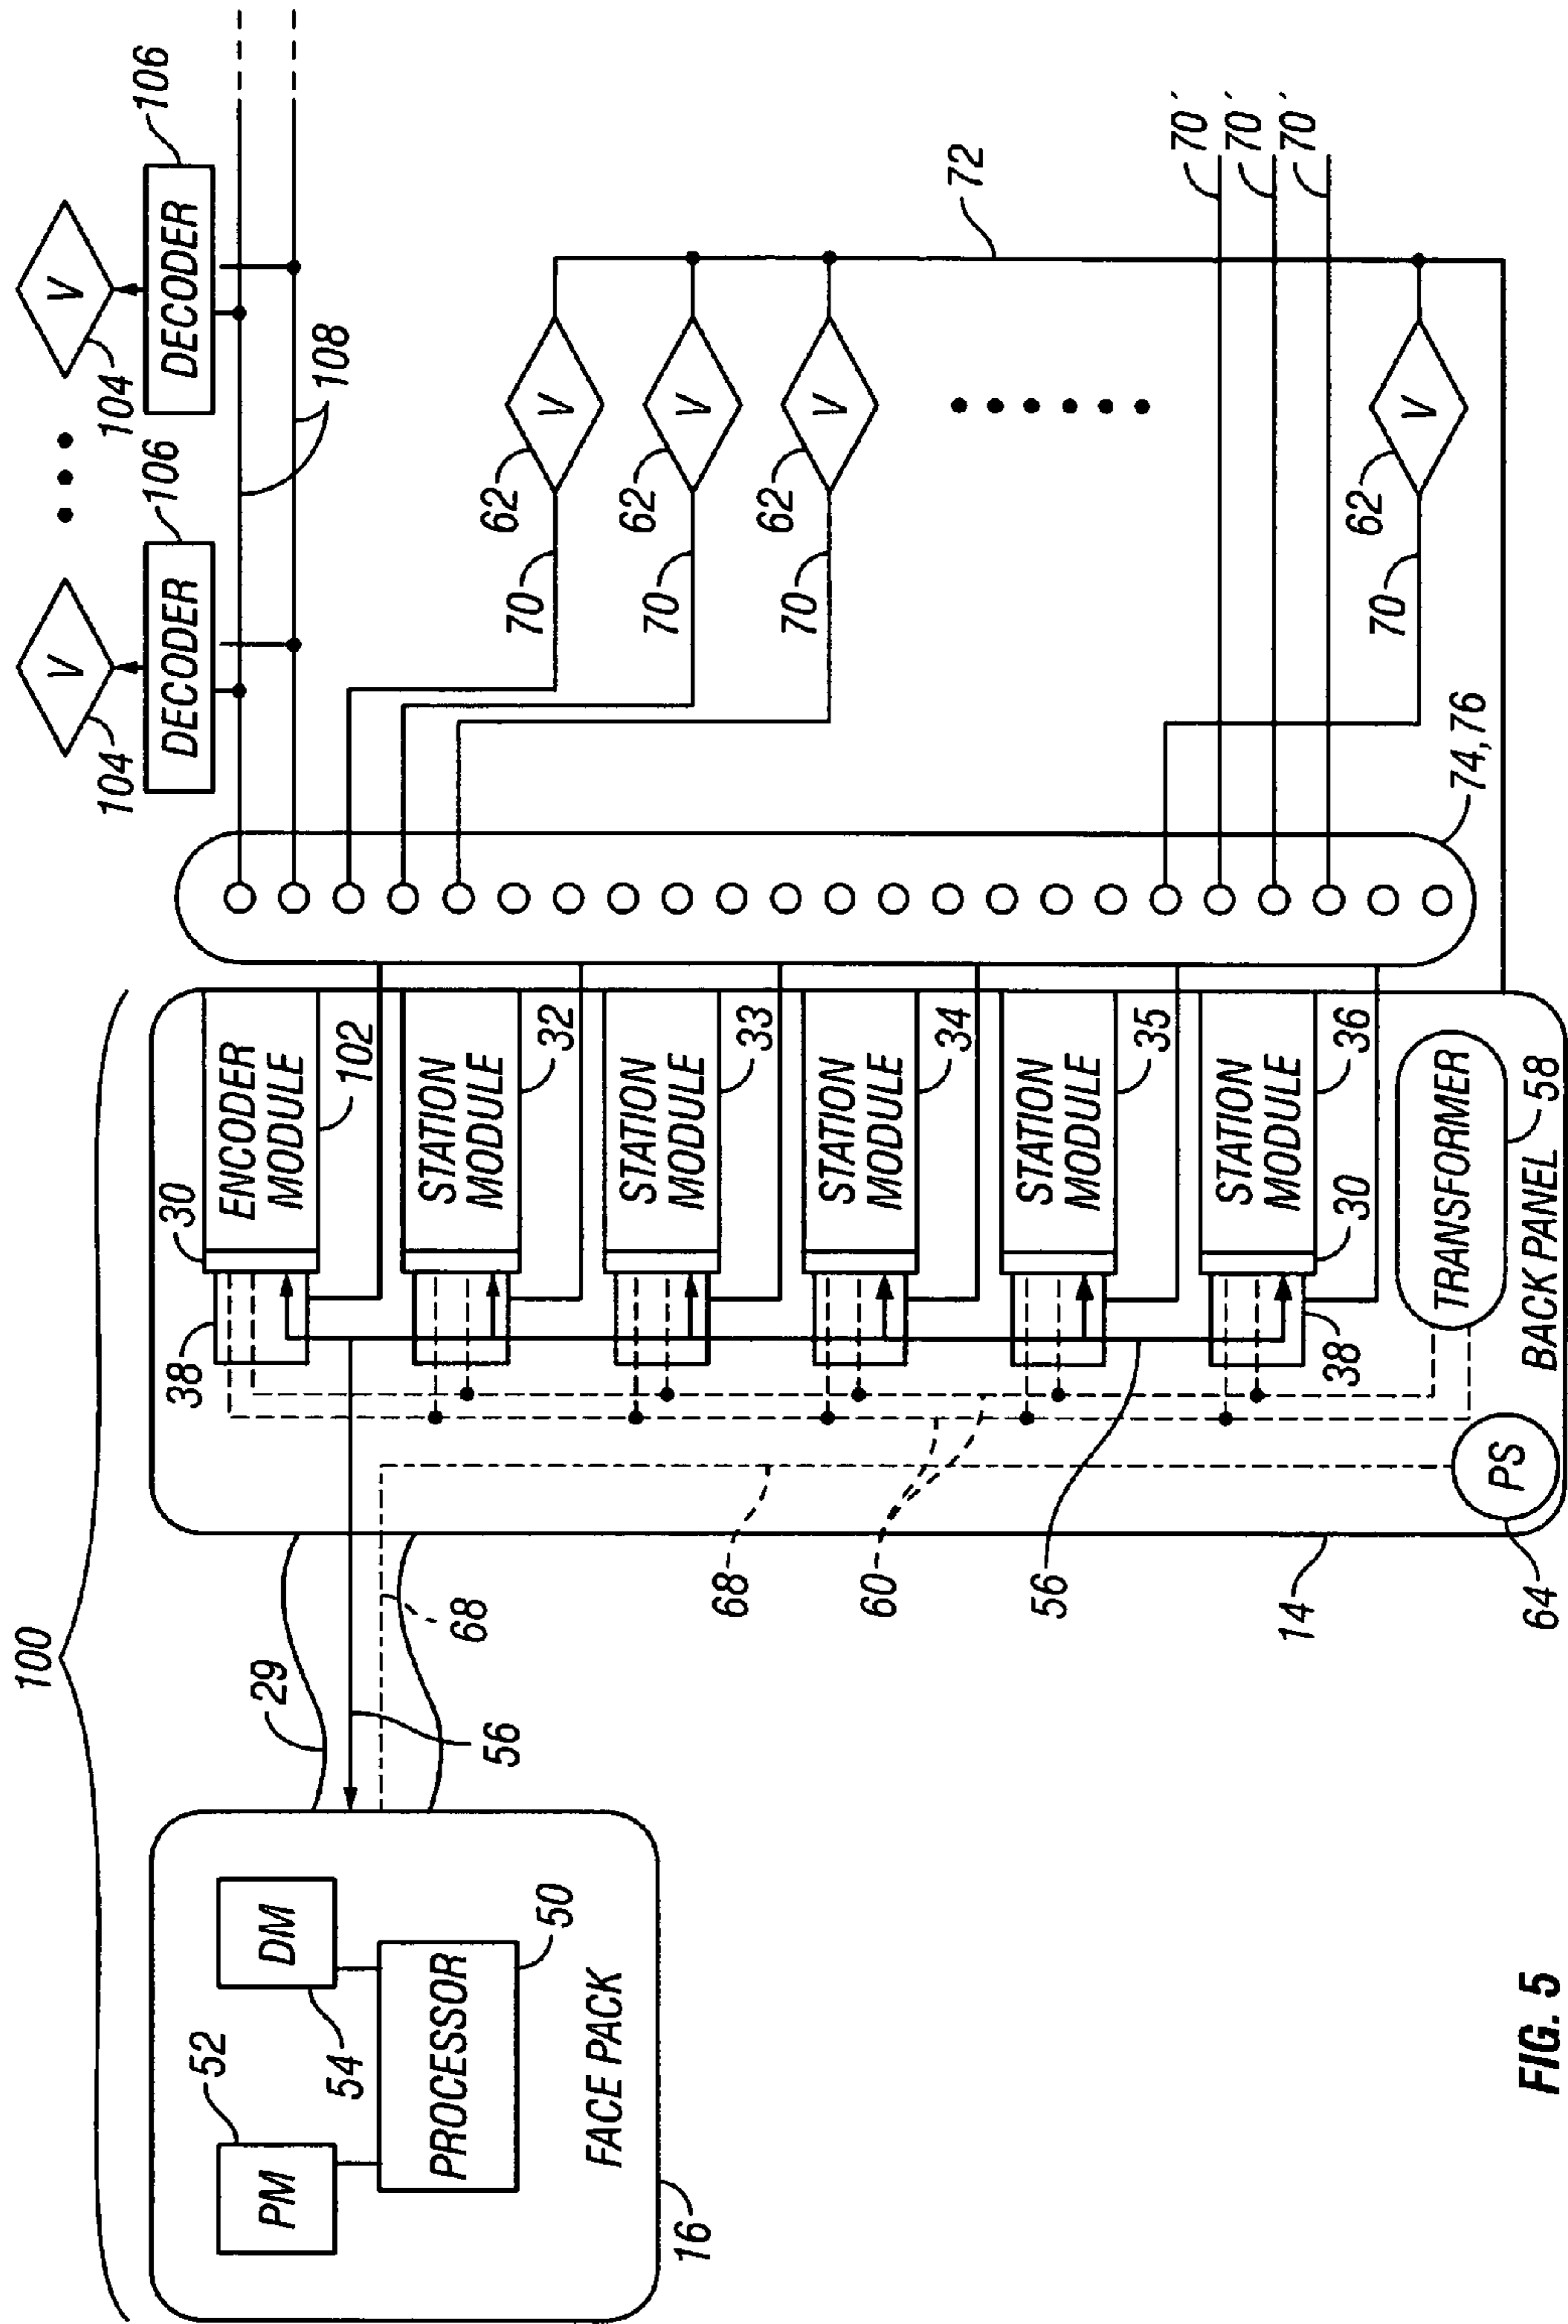 100
FACE PACK
16
PM
52
DM
54
PROCESSOR
50
29
56
68
BACK PANEL
14
PS
64
68
60
56
38
30
ENCODER
MODULE
102
STATION
MODULE
32
STATION
MODULE
33
STATION
MODULE
34
STATION
MODULE
35
STATION
MODULE
36
30
38
TRANSFORMER
58
74,76
V
104
DECODER
106
V
104
DECODER
106
108
V
62
70
V
62
70
V
62
70
V
62
70
72
70´
70´
70´
FIG. 5